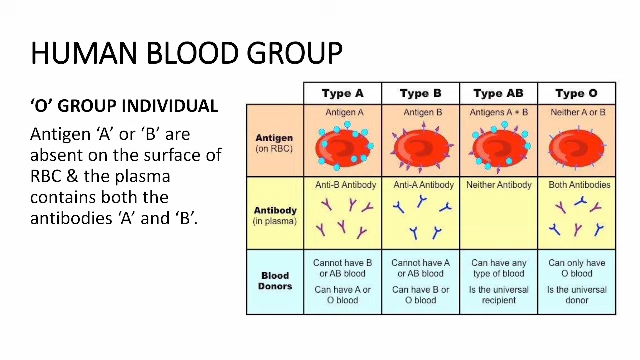 HUMAN BLOOD GROUP
‘O’ GROUP INDIVIDUAL
Antigen ‘A’ or ‘B’ are
absent on the surface of
RBC & the plasma
contains both the
antibodies ‘A’ and ‘B’.
Type A Type B Type AB Type O
Antigen (on RBC)
Antigen A Antigen B Antigens A + B Neither A or B
Antibody (in plasma)
Anti-B Antibody Anti-A Antibody Neither Antibody Both Antibodies
Blood Donors
Cannot have B Cannot have A Can have any Can only have
or AB blood or AB blood type of blood O blood
Can have A or Can have B or Is the universal Is the universal
O blood O blood recipient donor